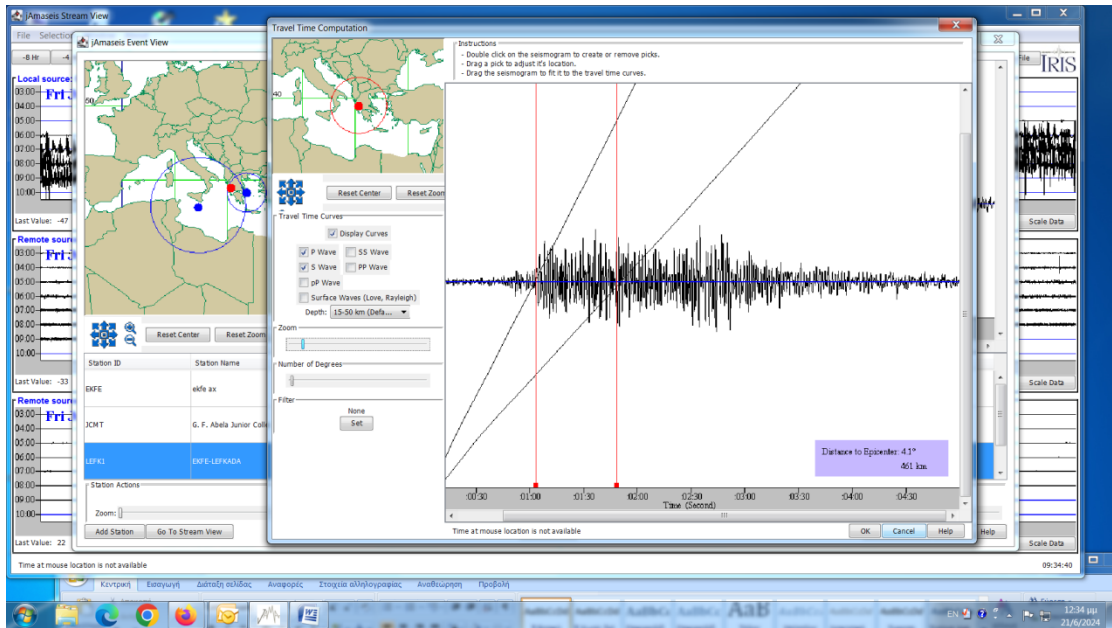 jAmaseis Stream View
File
-8 Hr
-4
File
IRIS
jAmaseis Event View
Travel Time Computation
Instructions
- Double click on the seismogram to create or remove picks.
- Drag a pick to adjust it's location.
- Drag the seismogram to fit it to the travel time curves.
Local source:
03:00
04:00
05:00
06:00
07:00
08:00
09:00
10:00
Last Value: -47
Scale Data
Remote
03:00
04:00
05:00
06:00
07:00
08:00
09:00
10:00
Last Value: -33
Scale Data
Remote
03:00
04:00
05:00
06:00
07:00
08:00
09:00
10:00
Last Value: 22
Scale Data
Reset Center
Reset Zoom
Station ID
Station Name
EKFE
ekfe ax
JCMT
G. F. Abela Junior
LEFK1
EKFE-LEFKADA
Station Actions
Zoom:
Add Station
Go To Stream View
Help
40
Reset Center
Reset Zoom
Travel Time Curves
Display Curves
P Wave
SS Wave
S Wave
PP Wave
pP Wave
Surface Waves (Love, Rayleigh)
Depth:
15-50 km (Defa...
Zoom
Number of Degrees
Filter
None
Set
Distance to Epicenter: 4.1°
461 km
:00:30
:01:00
:01:30
:02:00
:02:30
:03:00
:03:30
:04:00
:04:30
Time (Second)
Time at mouse location is not available
OK
Cancel
Help
Time at mouse location is not available
09:34:40
Κεντρική
Εισαγωγή
Διάταξη σελίδας
Αναφορές
Στοιχεία αλληλογραφίας
Αναθεώρηση
Προβολή
EN
12:34 μμ
21/6/2024